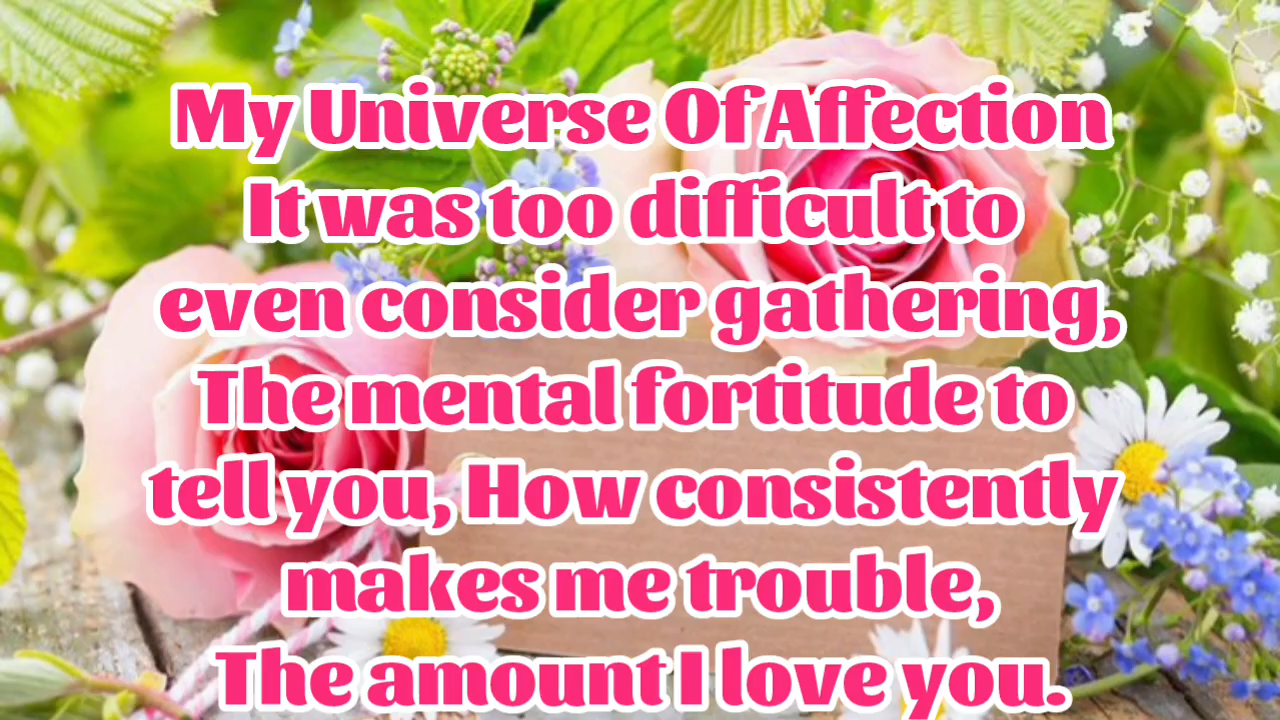 My Universe Of Affection
It was too difficult to
even consider gathering,
The mental fortitude to
tell you, How consistently
makes me trouble,
The amount I love you.